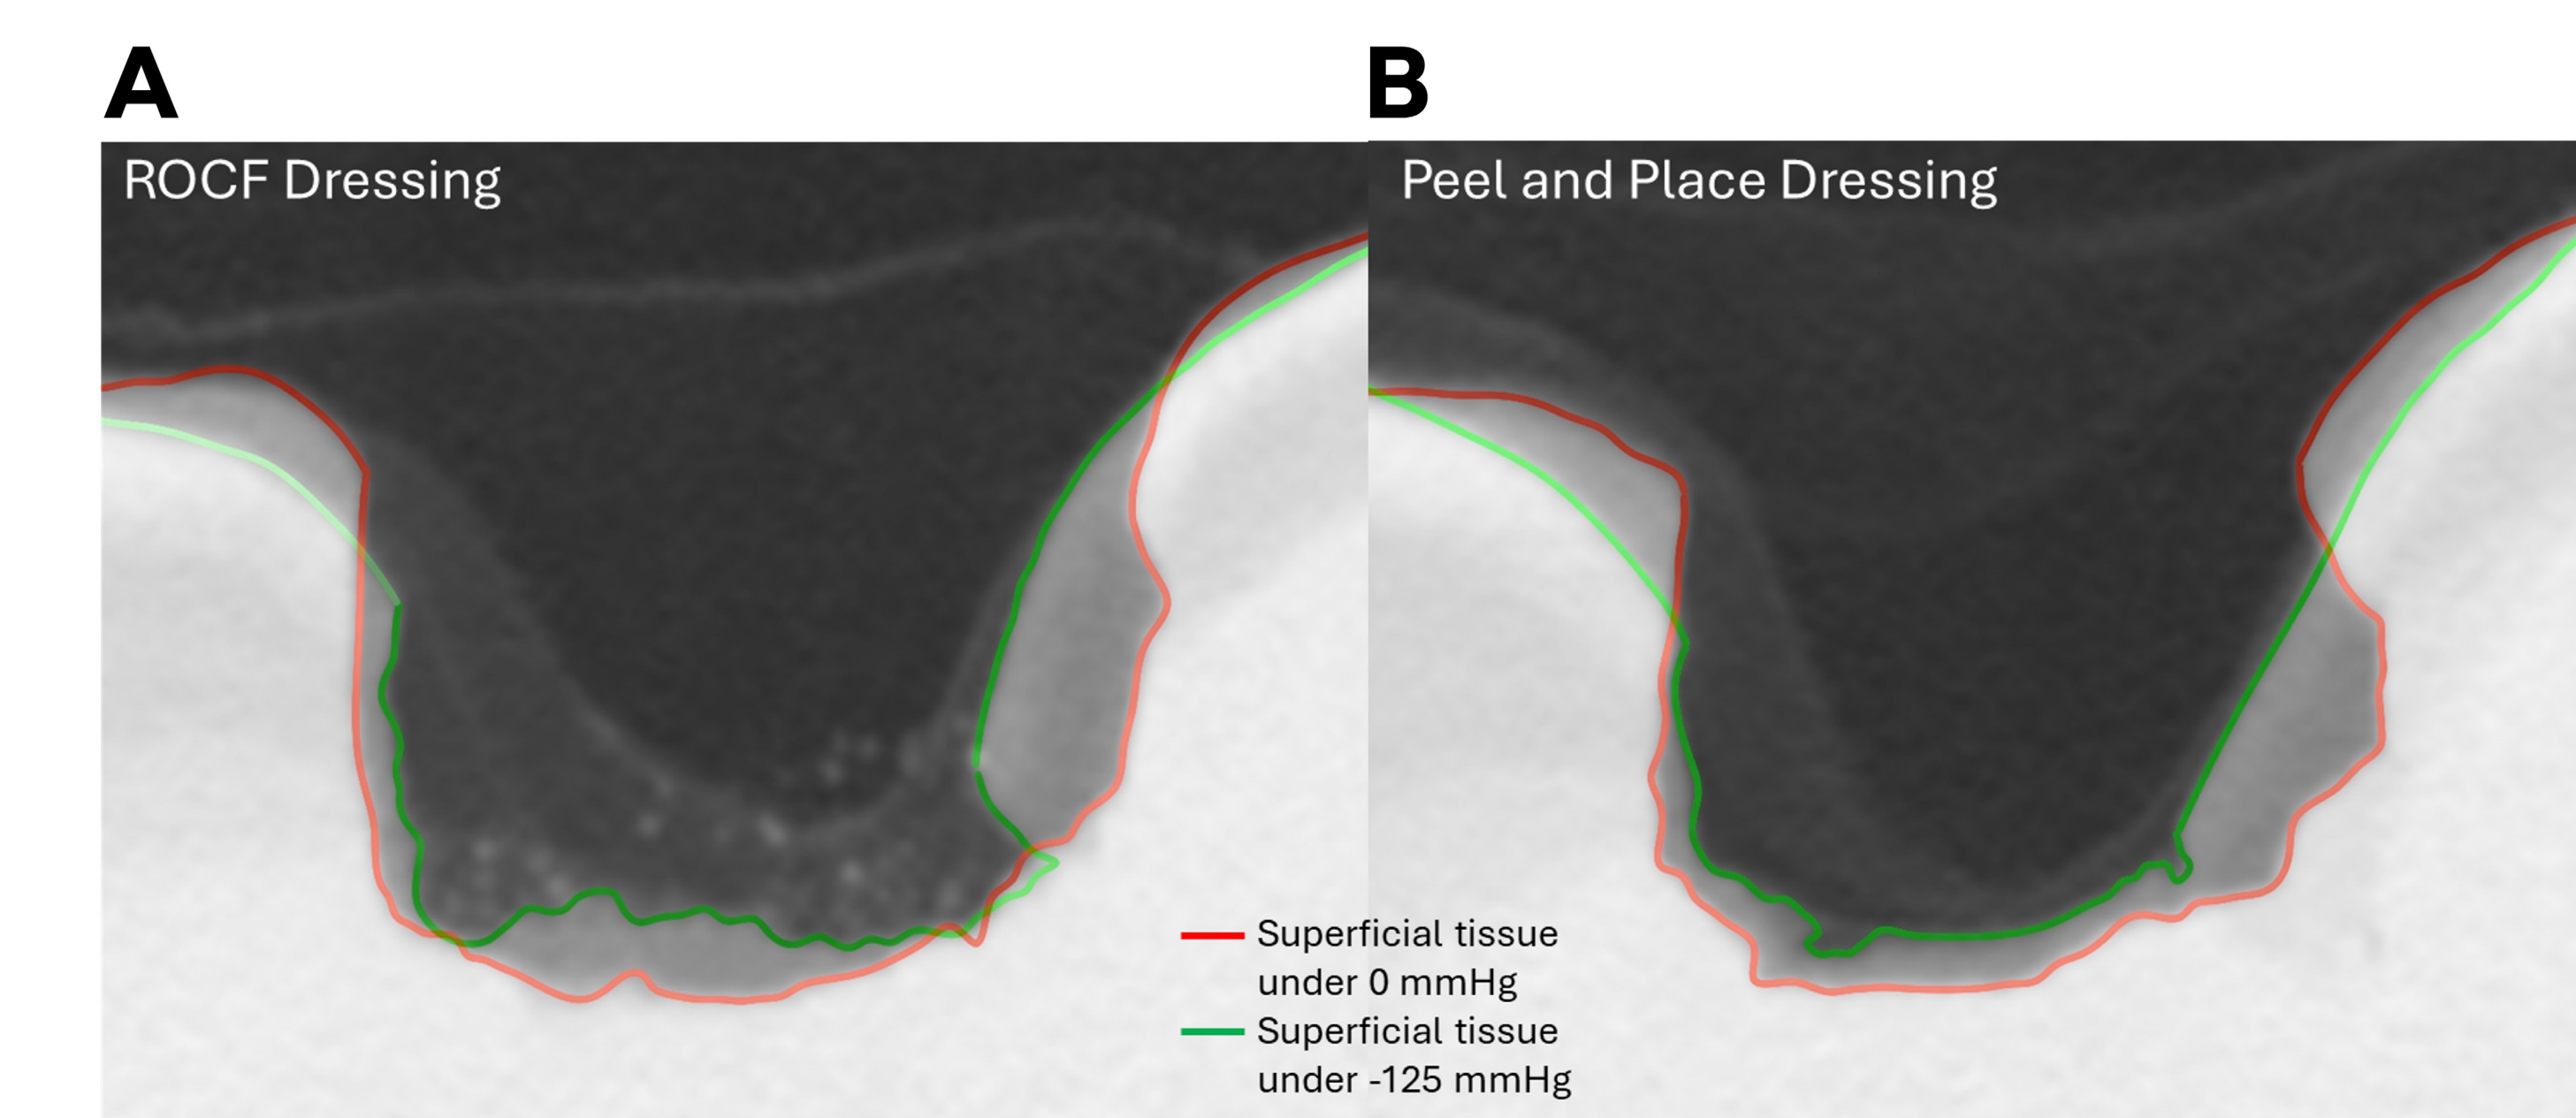 A
B
ROCF Dressing
Peel and Place Dressing
Superficial tissue
under 0 mmHg
Superficial tissue
under -125 mmHg